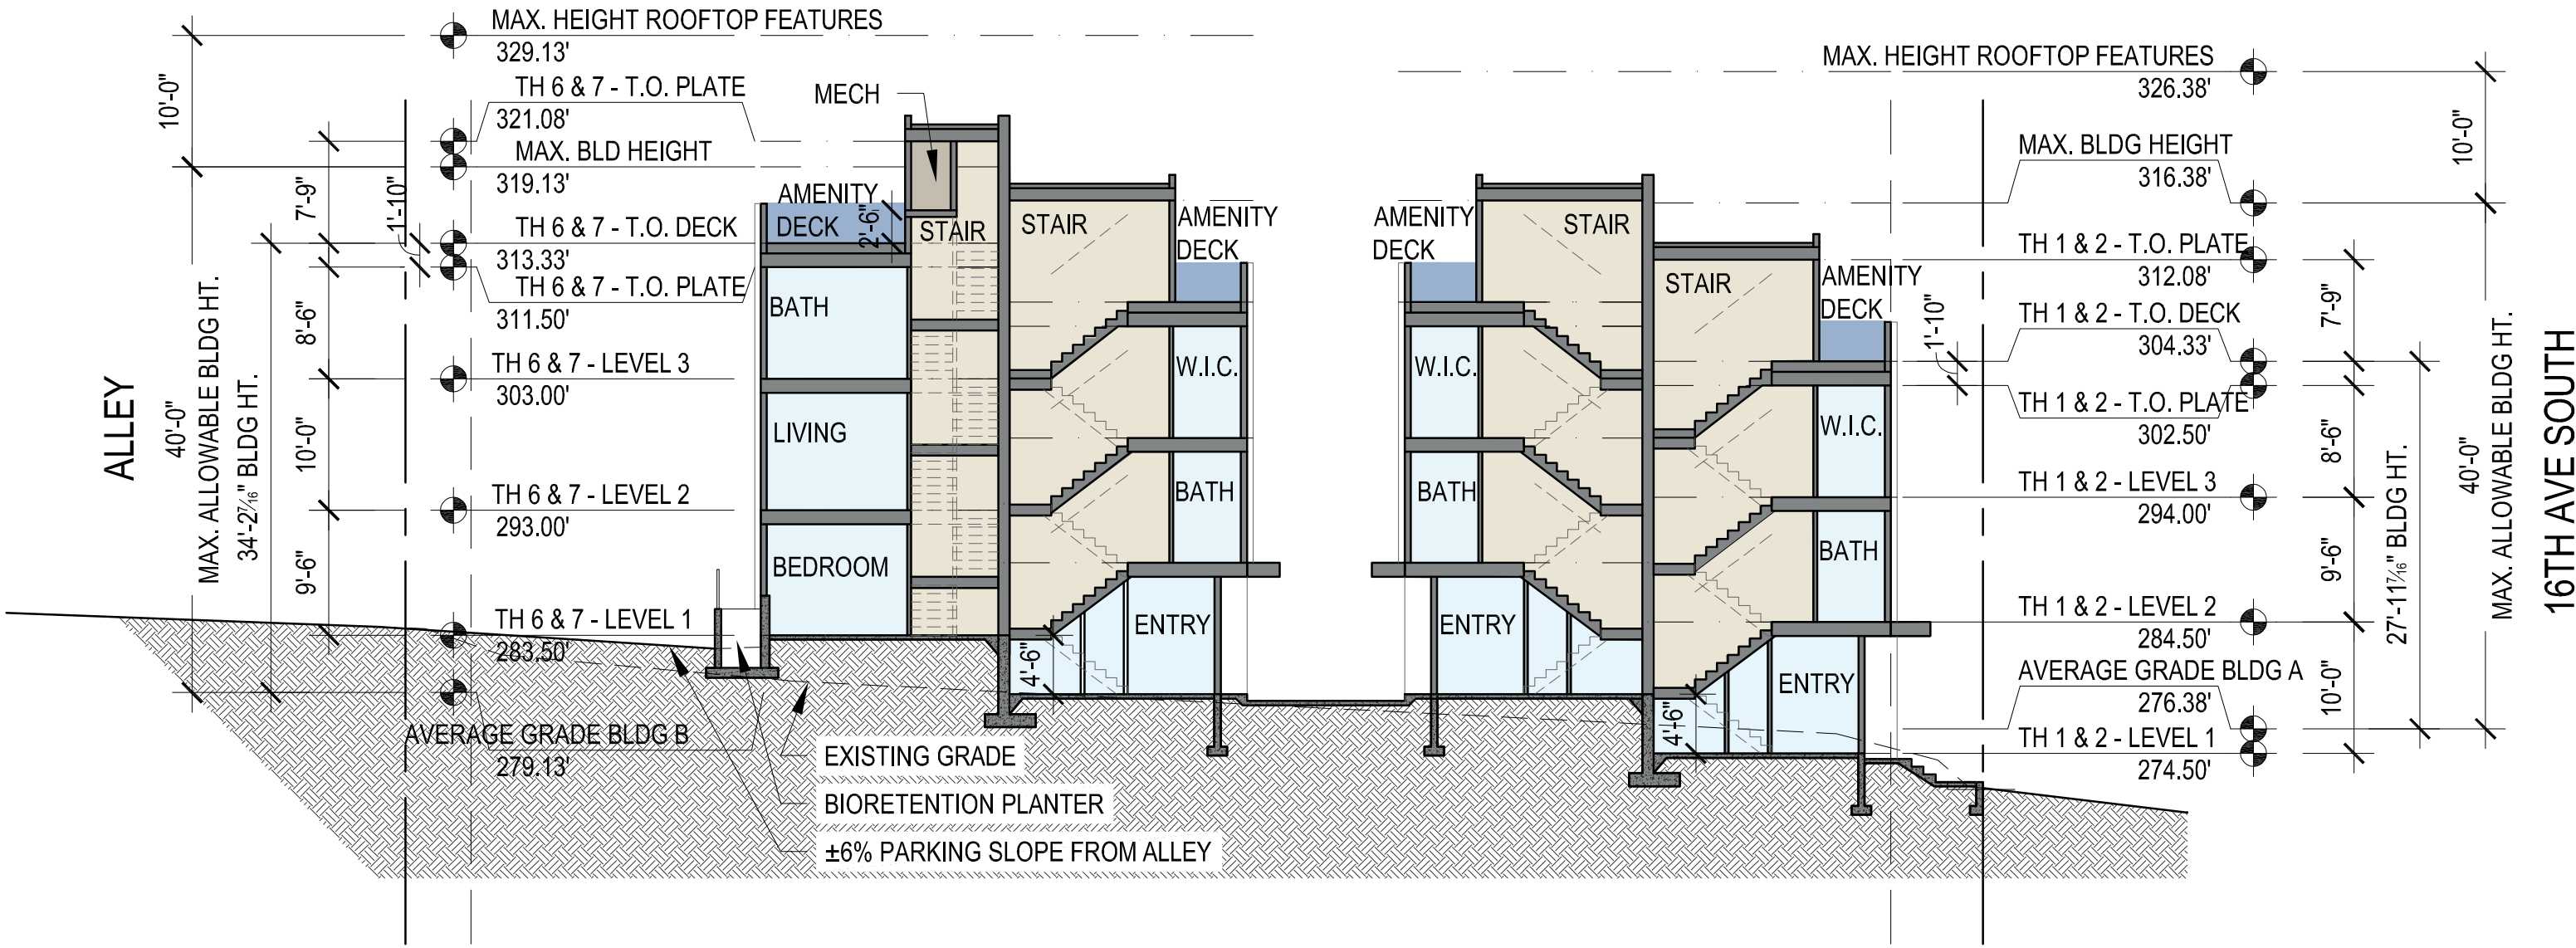 MAX. HEIGHT ROOFTOP FEATURES
329.13'
TH 6 & 7 - T.O. PLATE
321.08'
MAX. BLD HEIGHT
319.13'
TH 6 & 7 - T.O. DECK
313.33'
TH 6 & 7 - T.O. PLATE
311.50'
TH 6 & 7 - LEVEL 3
303.00'
TH 6 & 7 - LEVEL 2
293.00'
TH 6 & 7 - LEVEL 1
283.50'
AVERAGE GRADE BLDG B
279.13'
ALLEY
10'-0"
40'-0"
MAX. ALLOWABLE BLDG HT.
34'-2 7/16" BLDG HT.
7'-9"
1'-10"
8'-6"
10'-0"
9'-6"
MECH
AMENITY
DECK
2'-6"
STAIR
BATH
LIVING
BEDROOM
STAIR
AMENITY
DECK
W.I.C.
BATH
ENTRY
4'-6"
EXISTING GRADE
BIORETENTION PLANTER
±6% PARKING SLOPE FROM ALLEY
AMENITY
DECK
STAIR
W.I.C.
BATH
ENTRY
STAIR
AMENITY
DECK
W.I.C.
BATH
ENTRY
4'-6"
MAX. HEIGHT ROOFTOP FEATURES
326.38'
MAX. BLDG HEIGHT
316.38'
TH 1 & 2 - T.O. PLATE
312.08'
TH 1 & 2 - T.O. DECK
304.33'
TH 1 & 2 - T.O. PLATE
302.50'
TH 1 & 2 - LEVEL 3
294.00'
TH 1 & 2 - LEVEL 2
284.50'
AVERAGE GRADE BLDG A
276.38'
TH 1 & 2 - LEVEL 1
274.50'
1'-10"
7'-9"
8'-6"
9'-6"
10'-0"
27'-11 7/16" BLDG HT.
10'-0"
40'-0"
MAX. ALLOWABLE BLDG HT.
16TH AVE SOUTH